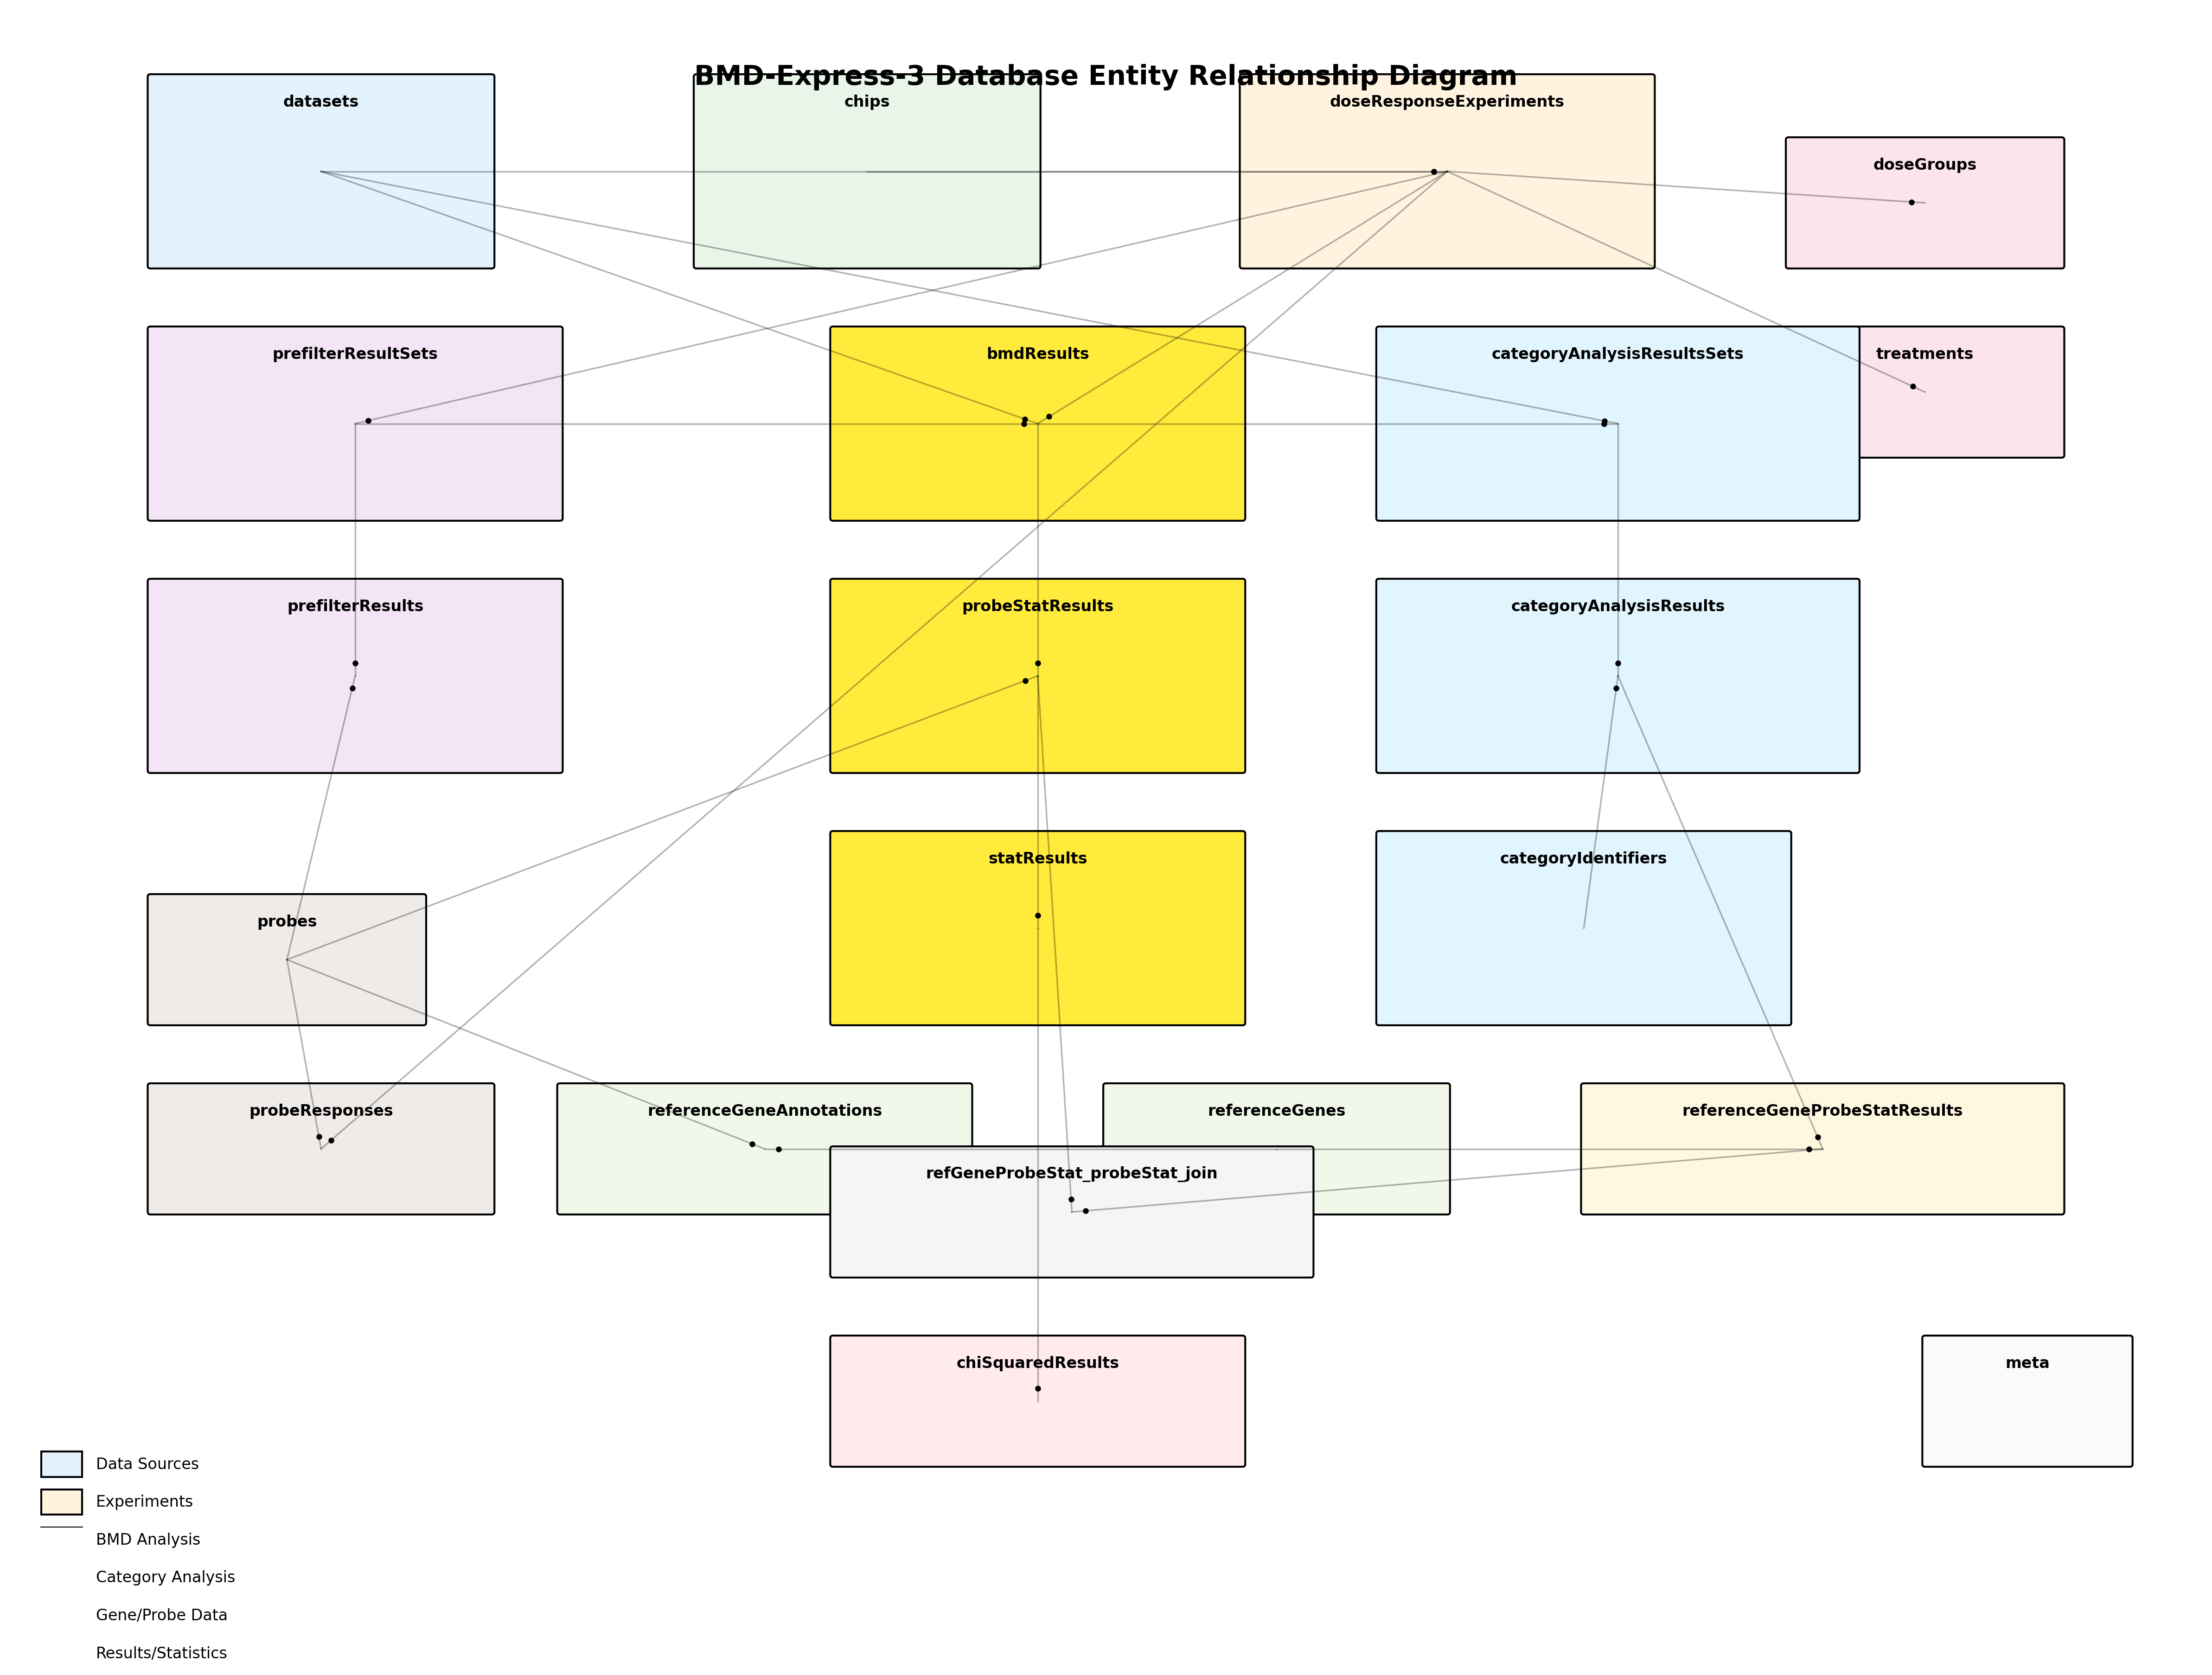 BMD-Express-3 Database Entity Relationship Diagram
datasets
chips
doseResponseExperiments
doseGroups
prefilterResultSets
bmdResults
categoryAnalysisResultsSets
treatments
prefilterResults
probeStatResults
categoryAnalysisResults
statResults
categoryIdentifiers
probes
probeResponses
referenceGeneAnnotations
referenceGenes
referenceGeneProbeStatResults
refGeneProbeStat_probeStat_join
chiSquaredResults
meta
Data Sources
Experiments
BMD Analysis
Category Analysis
Gene/Probe Data
Results/Statistics